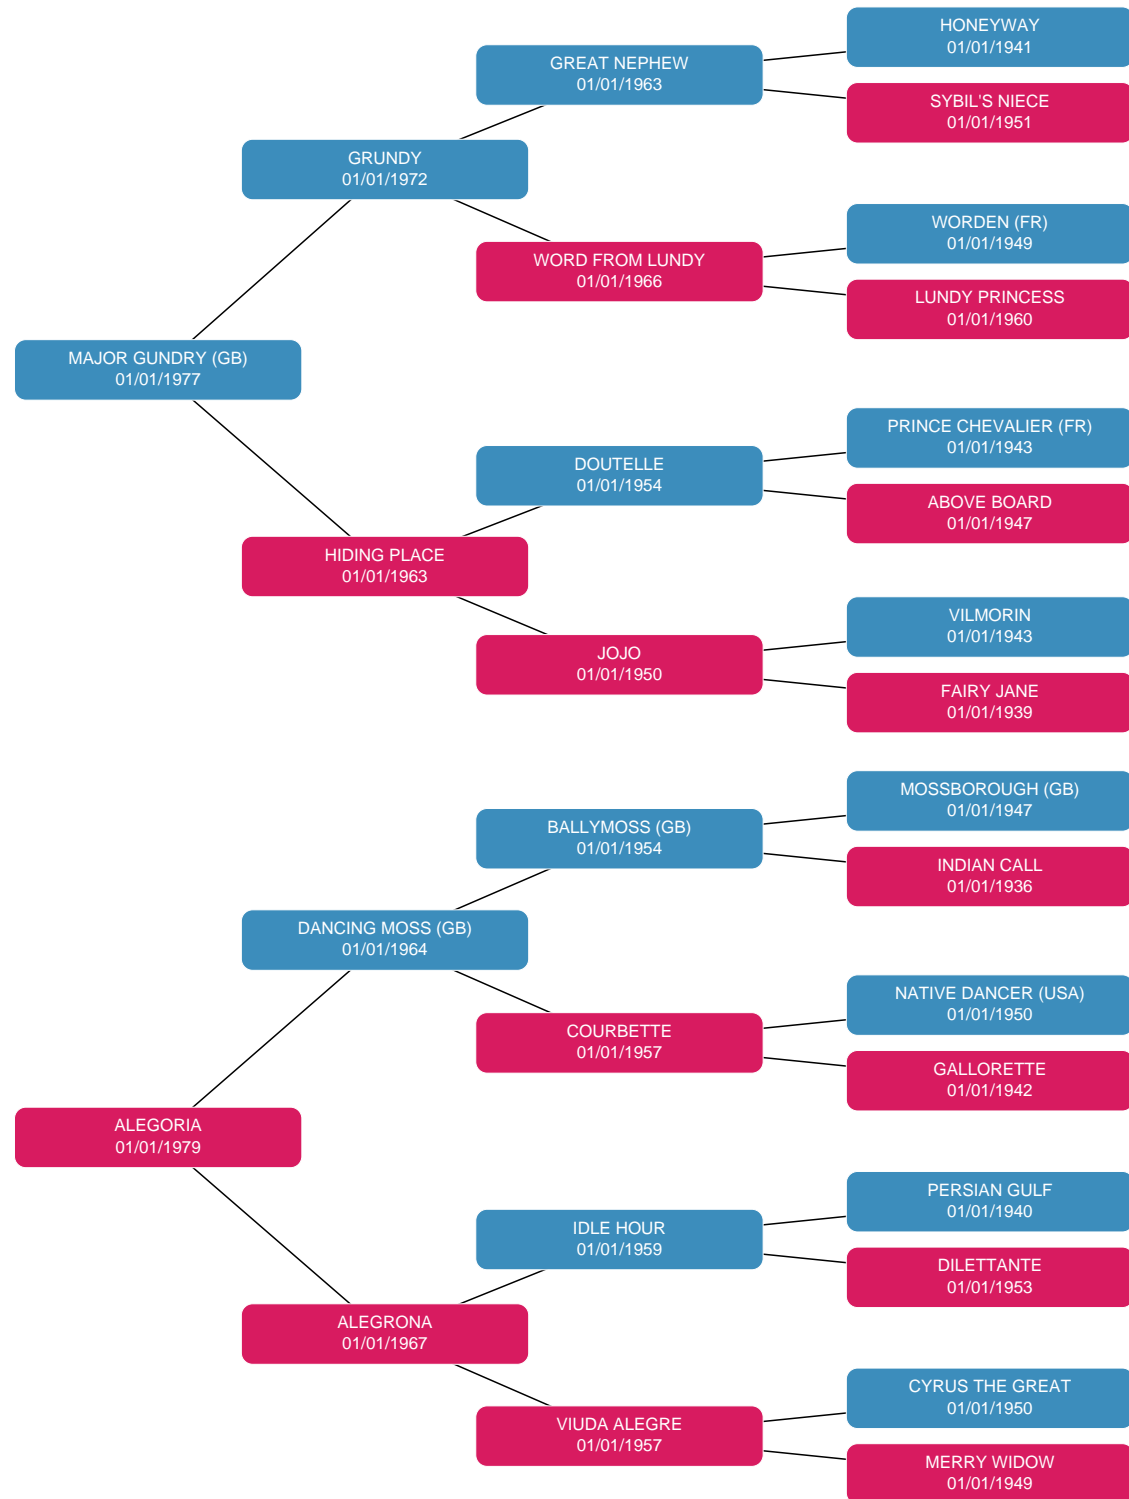 HONEYWAY
01/01/1941
GREAT NEPHEW
01/01/1963
SYBIL'S NIECE
01/01/1951
GRUNDY
01/01/1972
WORDEN (FR)
01/01/1949
WORD FROM LUNDY
01/01/1966
LUNDY PRINCESS
01/01/1960
MAJOR GUNDRY (GB)
01/01/1977
PRINCE CHEVALIER (FR)
01/01/1943
DOUTELLE
01/01/1954
ABOVE BOARD
01/01/1947
HIDING PLACE
01/01/1963
VILMORIN
01/01/1943
JOJO
01/01/1950
FAIRY JANE
01/01/1939
MOSSBOROUGH (GB)
01/01/1947
BALLYMOSS (GB)
01/01/1954
INDIAN CALL
01/01/1936
DANCING MOSS (GB)
01/01/1964
NATIVE DANCER (USA)
01/01/1950
COURBETTE
01/01/1957
GALLORETTE
01/01/1942
ALEGORIA
01/01/1979
PERSIAN GULF
01/01/1940
IDLE HOUR
01/01/1959
DILETTANTE
01/01/1953
ALEGRONA
01/01/1967
CYRUS THE GREAT
01/01/1950
VIUDA ALEGRE
01/01/1957
MERRY WIDOW
01/01/1949